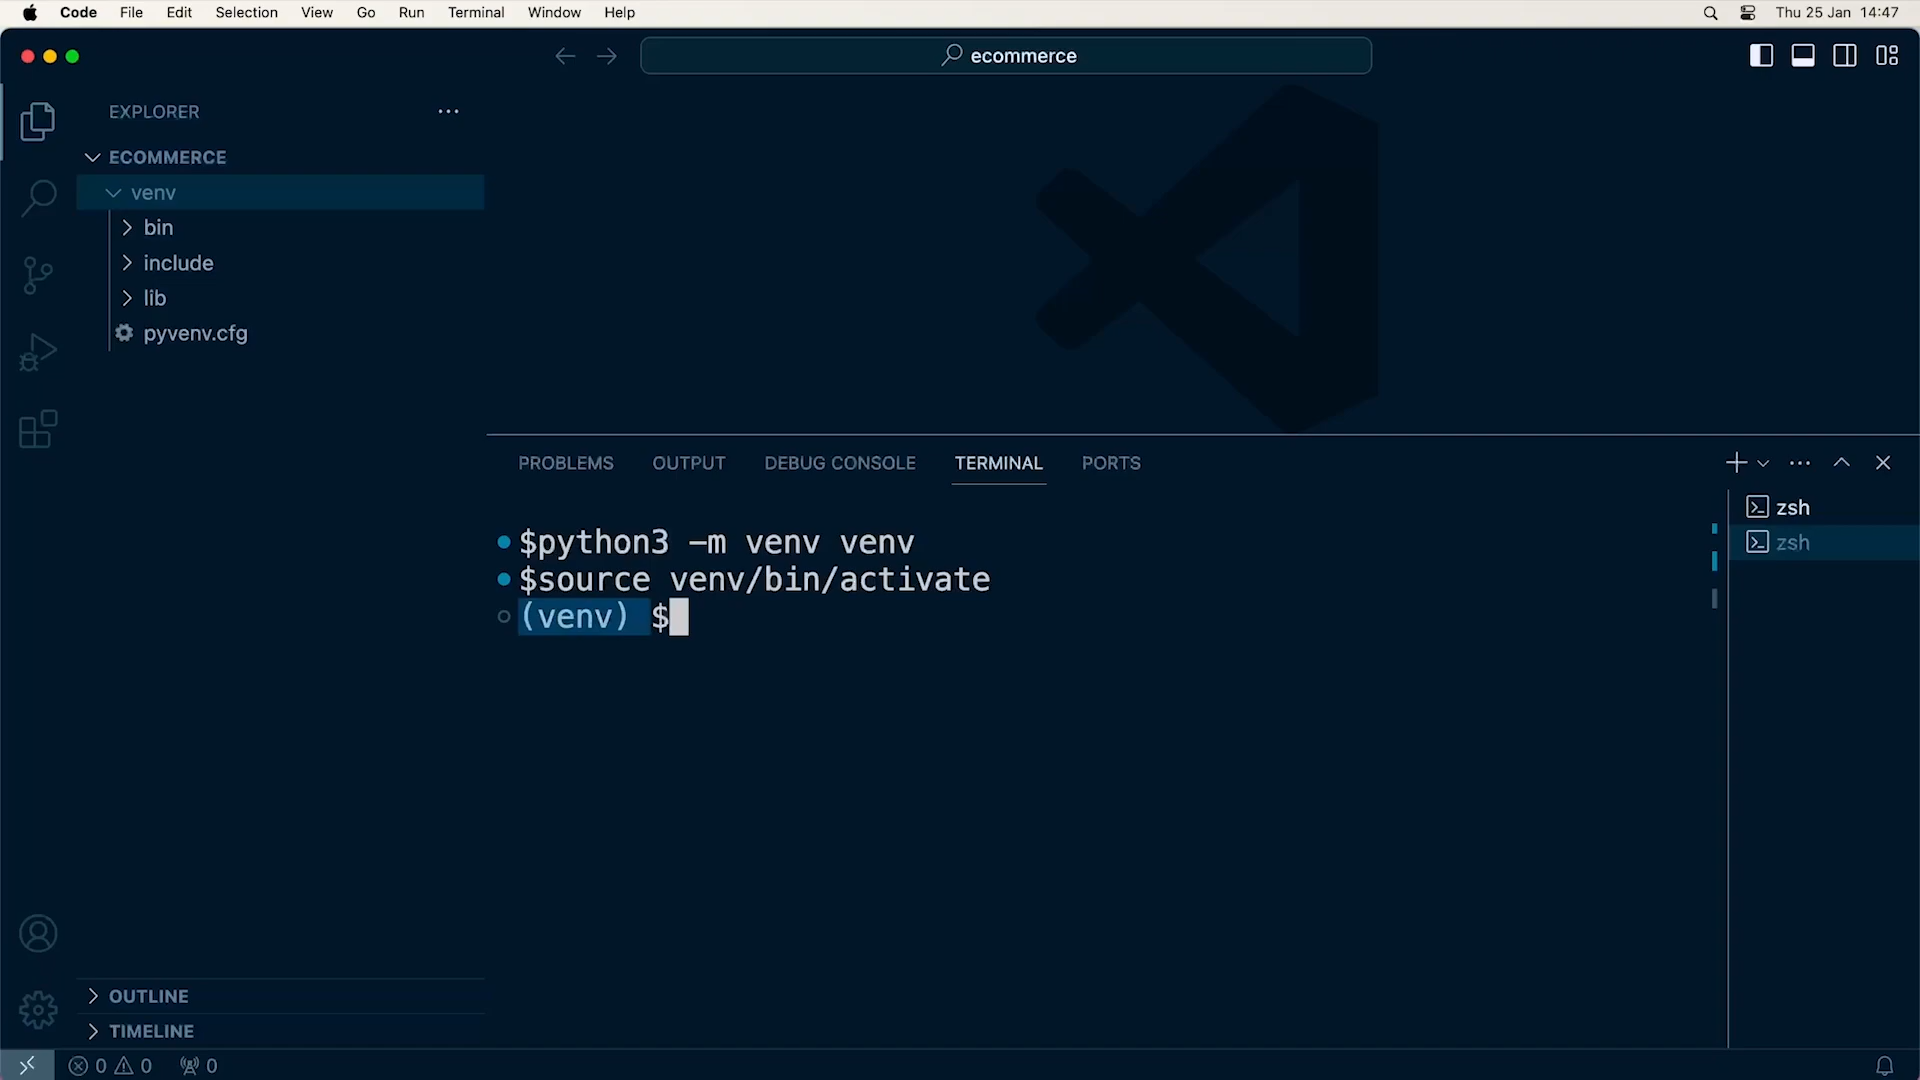 Code File Edit Selection View Go Run Terminal Window Help Thu 25 Jan 14:47
ecommerce
EXPLORER
ECOMMERCE
venv
bin
include
lib
pyvenv.cfg
PROBLEMS OUTPUT DEBUG CONSOLE TERMINAL PORTS
zsh
zsh
$python3 -m venv venv
$source venv/bin/activate
(venv) $
OUTLINE
TIMELINE
0 0 0